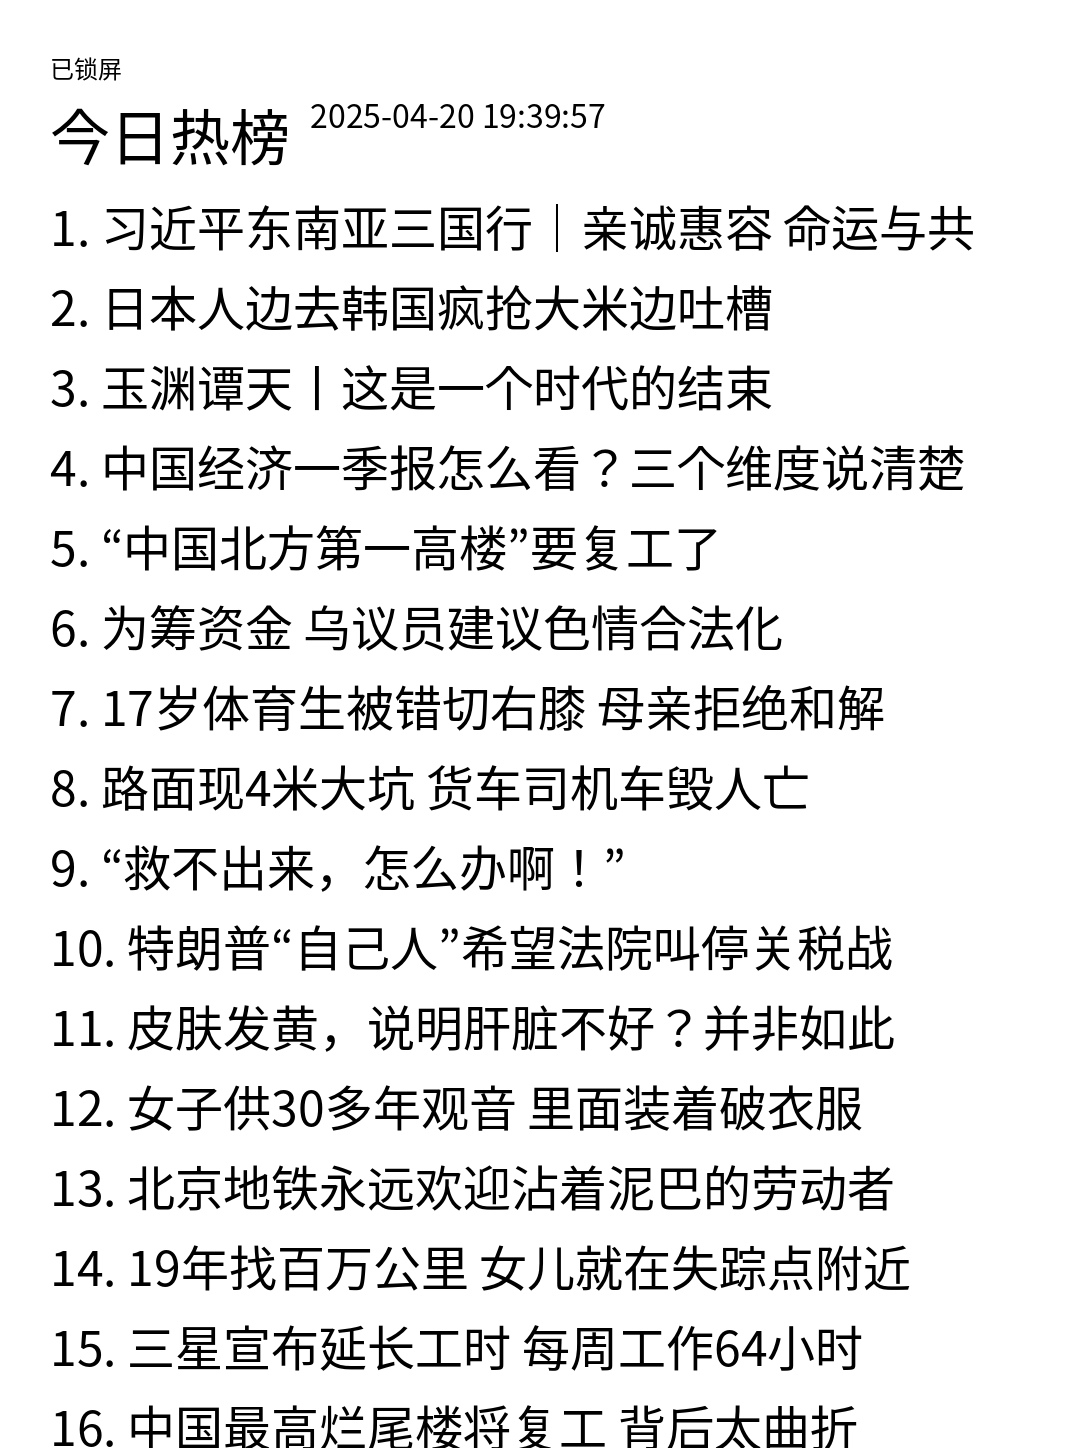 已锁屏
今日热榜 2025-04-20 19:39:57
1. 习近平东南亚三国行｜亲诚惠容 命运与共
2. 日本人边去韩国疯抢大米边吐槽
3. 玉渊谭天丨这是一个时代的结束
4. 中国经济一季报怎么看？三个维度说清楚
5. “中国北方第一高楼”要复工了
6. 为筹资金 乌议员建议色情合法化
7. 17岁体育生被错切右膝 母亲拒绝和解
8. 路面现4米大坑 货车司机车毁人亡
9. “救不出来，怎么办啊！”
10. 特朗普“自己人”希望法院叫停关税战
11. 皮肤发黄，说明肝脏不好？并非如此
12. 女子供30多年观音 里面装着破衣服
13. 北京地铁永远欢迎沾着泥巴的劳动者
14. 19年找百万公里 女儿就在失踪点附近
15. 三星宣布延长工时 每周工作64小时
16. 中国最高烂尾楼将复工 背后太曲折